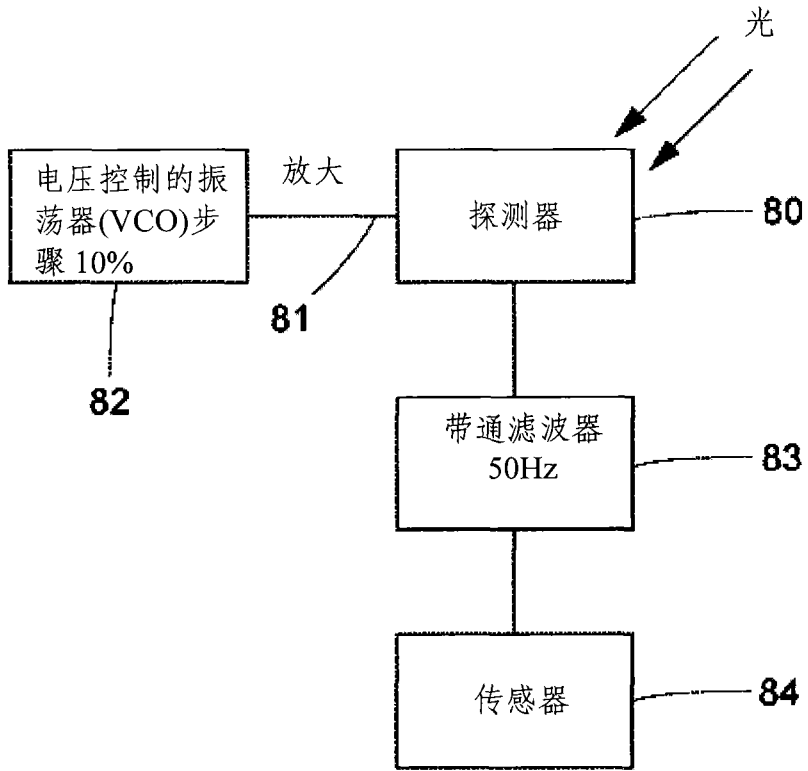 光
电压控制的振
荡器(VCO)步
骤 10%
放大
探测器
80
81
82
带通滤波器
50Hz
83
传感器
84